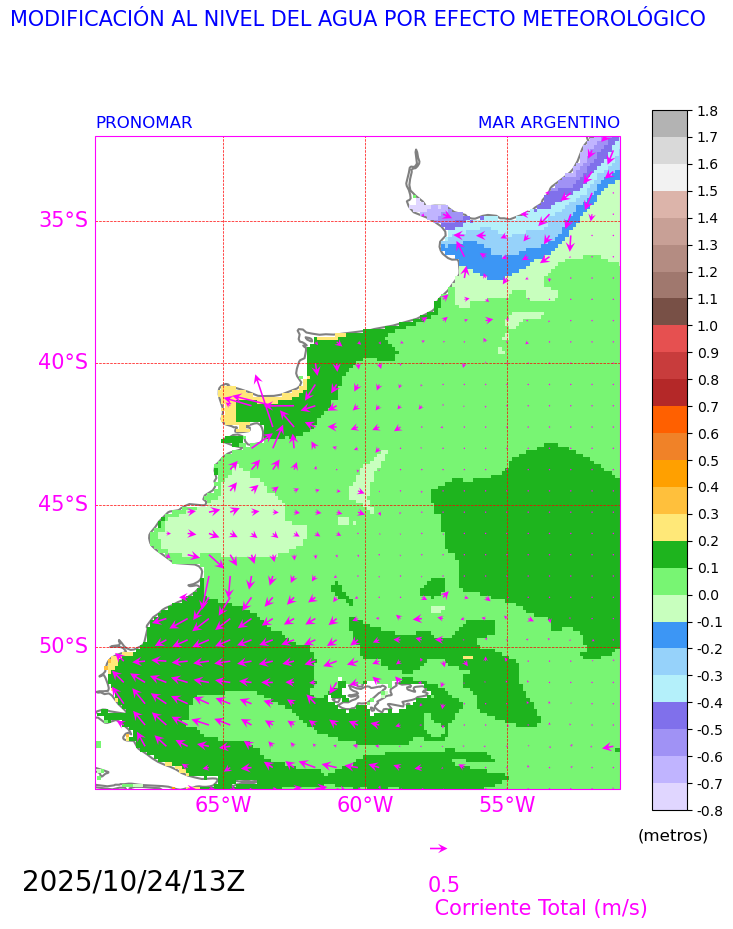 MODIFICACIÓN AL NIVEL DEL AGUA POR EFECTO METEOROLÓGICO
PRONOMAR MAR ARGENTINO
35°S
40°S
45°S
50°S
65°W 60°W 55°W
1.8
1.7
1.6
1.5
1.4
1.3
1.2
1.1
1.0
0.9
0.8
0.7
0.6
0.5
0.4
0.3
0.2
0.1
0.0
-0.1
-0.2
-0.3
-0.4
-0.5
-0.6
-0.7
-0.8
(metros)
2025/10/24/13Z
0.5
Corriente Total (m/s)